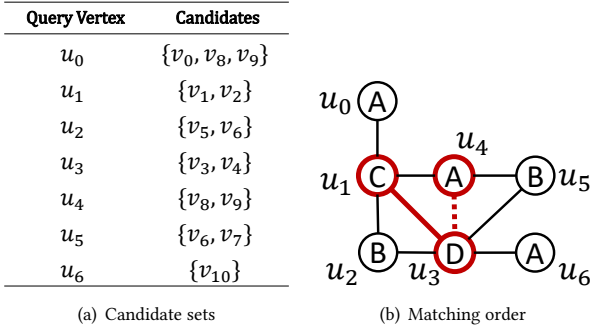 Query Vertex Candidates
u₀ {v₀, v₈, v₉}
u₁ {v₁, v₂}
u₂ {v₅, v₆}
u₃ {v₃, v₄}
u₄ {v₈, v₉}
u₅ {v₆, v₇}
u₆ {v₁₀}
(a) Candidate sets
u₀ A
u₄
u₁ C A B u₅
B D A
u₂ u₃ u₆
(b) Matching order